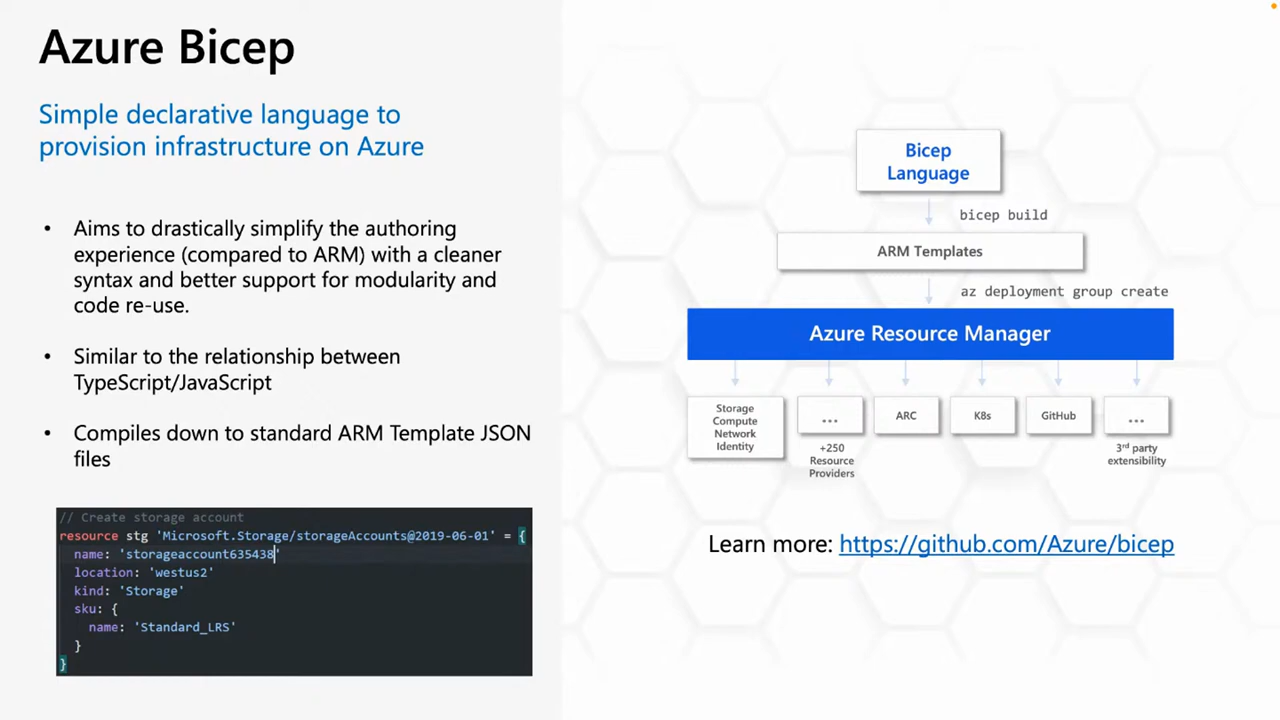 Azure Bicep
Simple declarative language to
provision infrastructure on Azure
• Aims to drastically simplify the authoring
experience (compared to ARM) with a cleaner
syntax and better support for modularity and
code re-use.
• Similar to the relationship between
TypeScript/JavaScript
• Compiles down to standard ARM Template JSON
files
// Create storage account
resource stg 'Microsoft.Storage/storageAccounts@2019-06-01' = {
  name: 'storageaccount635438'
  location: 'westus2'
  kind: 'Storage'
  sku: {
    name: 'Standard_LRS'
  }
}
Bicep
Language
bicep build
ARM Templates
az deployment group create
Azure Resource Manager
Storage
Compute
Network
Identity
...
+250
Resource
Providers
ARC
K8s
GitHub
...
3rd party
extensibility
Learn more: https://github.com/Azure/bicep